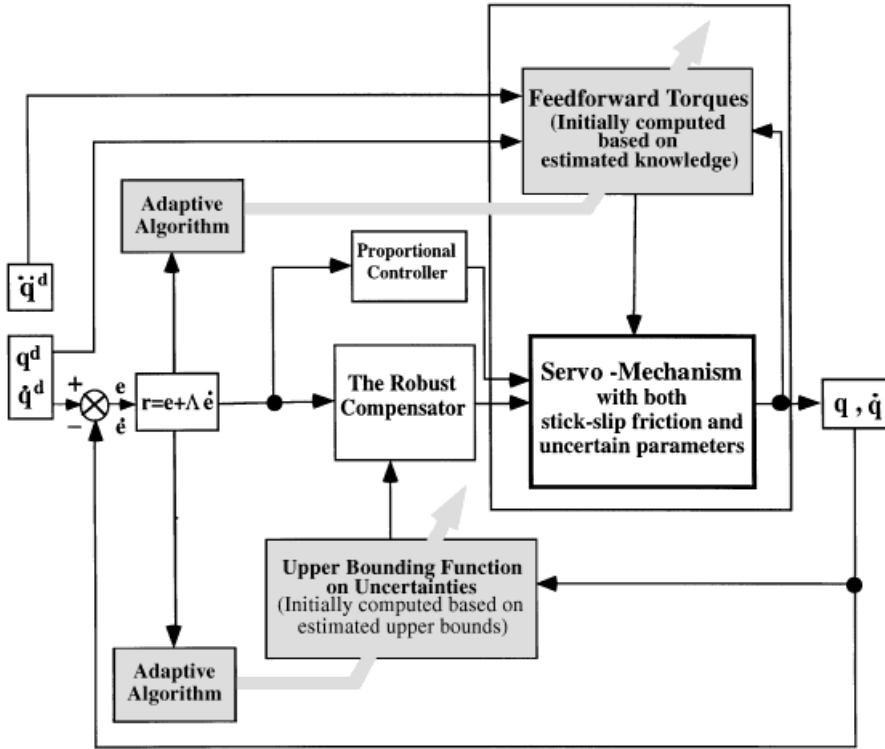 Feedforward Torques
(Initially computed
based on
estimated knowledge)
Adaptive
Algorithm
Proportional
Controller
q̈ᵈ
qᵈ
q̇ᵈ
+
−
e
ė
r=e+Λ ė
The Robust
Compensator
Servo -Mechanism
with both
stick-slip friction and
uncertain parameters
q , q̇
Upper Bounding Function
on Uncertainties
(Initially computed based on
estimated upper bounds)
Adaptive
Algorithm